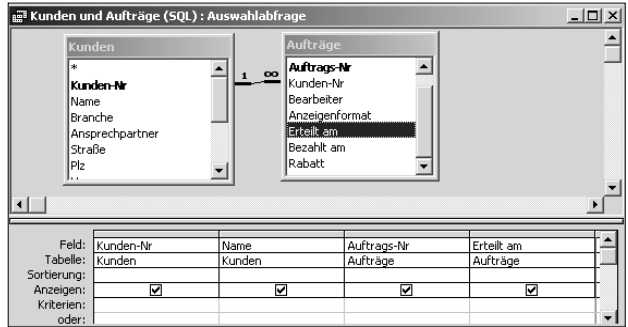 Kunden und Aufträge (SQL) : Auswahlabfrage
Kunden
*
Kunden-Nr
Name
Branche
Ansprechpartner
Straße
Plz
1 ∞
Aufträge
Auftrags-Nr
Kunden-Nr
Bearbeiter
Anzeigenformat
Erteilt am
Bezahlt am
Rabatt
Feld: Kunden-Nr Name Auftrags-Nr Erteilt am
Tabelle: Kunden Kunden Aufträge Aufträge
Sortierung:
Anzeigen:
Kriterien:
oder: